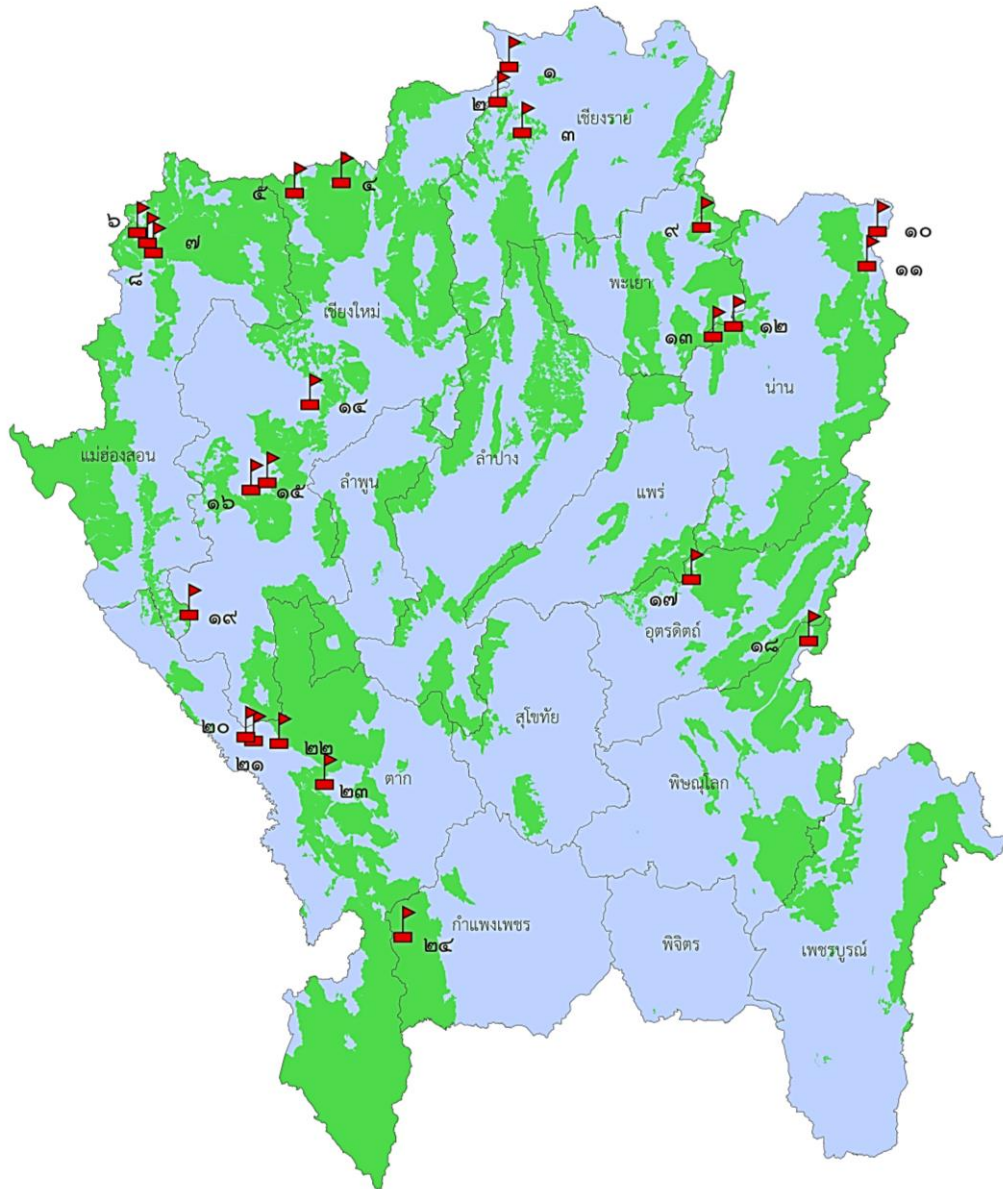 ๑
๒
เชียงราย
๓
๕
๔
๖
๗
๘
๙
๑๐
๑๑
พะเยา
เชียงใหม่
๑๓
๑๒
น่าน
๑๔
แม่ฮ่องสอน
ลำพูน
ลำปาง
แพร่
๑๖
๑๕
๑๗
๑๙
อุตรดิตถ์
๑๘
สุโขทัย
๒๐
๒๑
๒๒
๒๓
ตาก
พิษณุโลก
กำแพงเพชร
๒๔
พิจิตร
เพชรบูรณ์